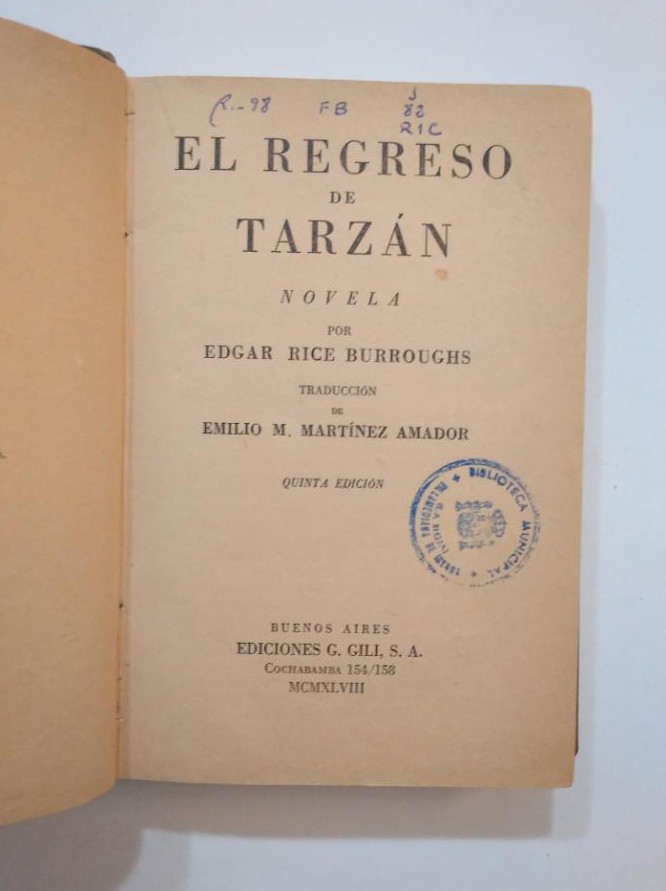 R.-98 FB J
82
RIC
EL REGRESO
DE
TARZÁN
NOVELA
POR
EDGAR RICE BURROUGHS
TRADUCCIÓN
DE
EMILIO M. MARTÍNEZ AMADOR
QUINTA EDICIÓN
BIBLIOTECA MUNICIPAL
BUENOS AIRES
EDICIONES G. GILI, S. A.
COCHABAMBA 154/158
MCMXLVIII